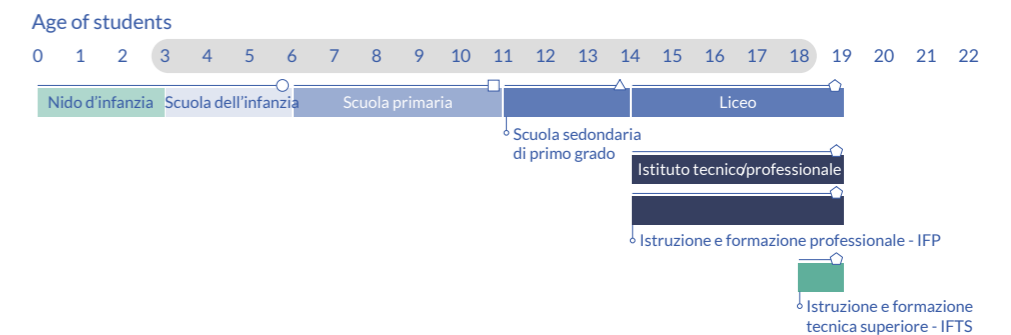 Age of students
0 1 2 3 4 5 6 7 8 9 10 11 12 13 14 15 16 17 18 19 20 21 22
Nido d'infanzia Scuola dell'infanzia Scuola primaria Liceo
Scuola sedondaria
di primo grado
Istituto tecnico/professionale
Istruzione e formazione professionale - IFP
Istruzione e formazione
tecnica superiore - IFTS